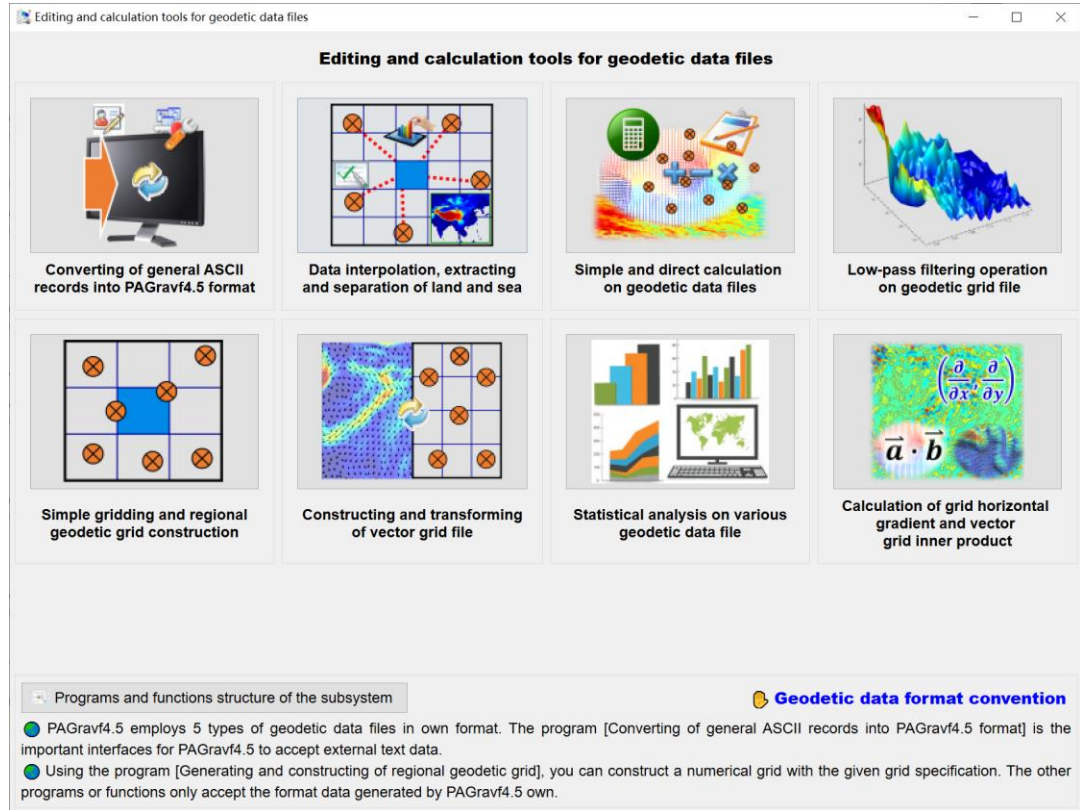 Editing and calculation tools for geodetic data files
Editing and calculation tools for geodetic data files
Converting of general ASCII
records into PAGravf4.5 format
Data interpolation, extracting
and separation of land and sea
Simple and direct calculation
on geodetic data files
Low-pass filtering operation
on geodetic grid file
(∂/∂x, ∂/∂y)
a⃗ · b⃗
Simple gridding and regional
geodetic grid construction
Constructing and transforming
of vector grid file
Statistical analysis on various
geodetic data file
Calculation of grid horizontal
gradient and vector
grid inner product
Programs and functions structure of the subsystem
Geodetic data format convention
PAGravf4.5 employs 5 types of geodetic data files in own format. The program [Converting of general ASCII records into PAGravf4.5 format] is the
important interfaces for PAGravf4.5 to accept external text data.
Using the program [Generating and constructing of regional geodetic grid], you can construct a numerical grid with the given grid specification. The other
programs or functions only accept the format data generated by PAGravf4.5 own.